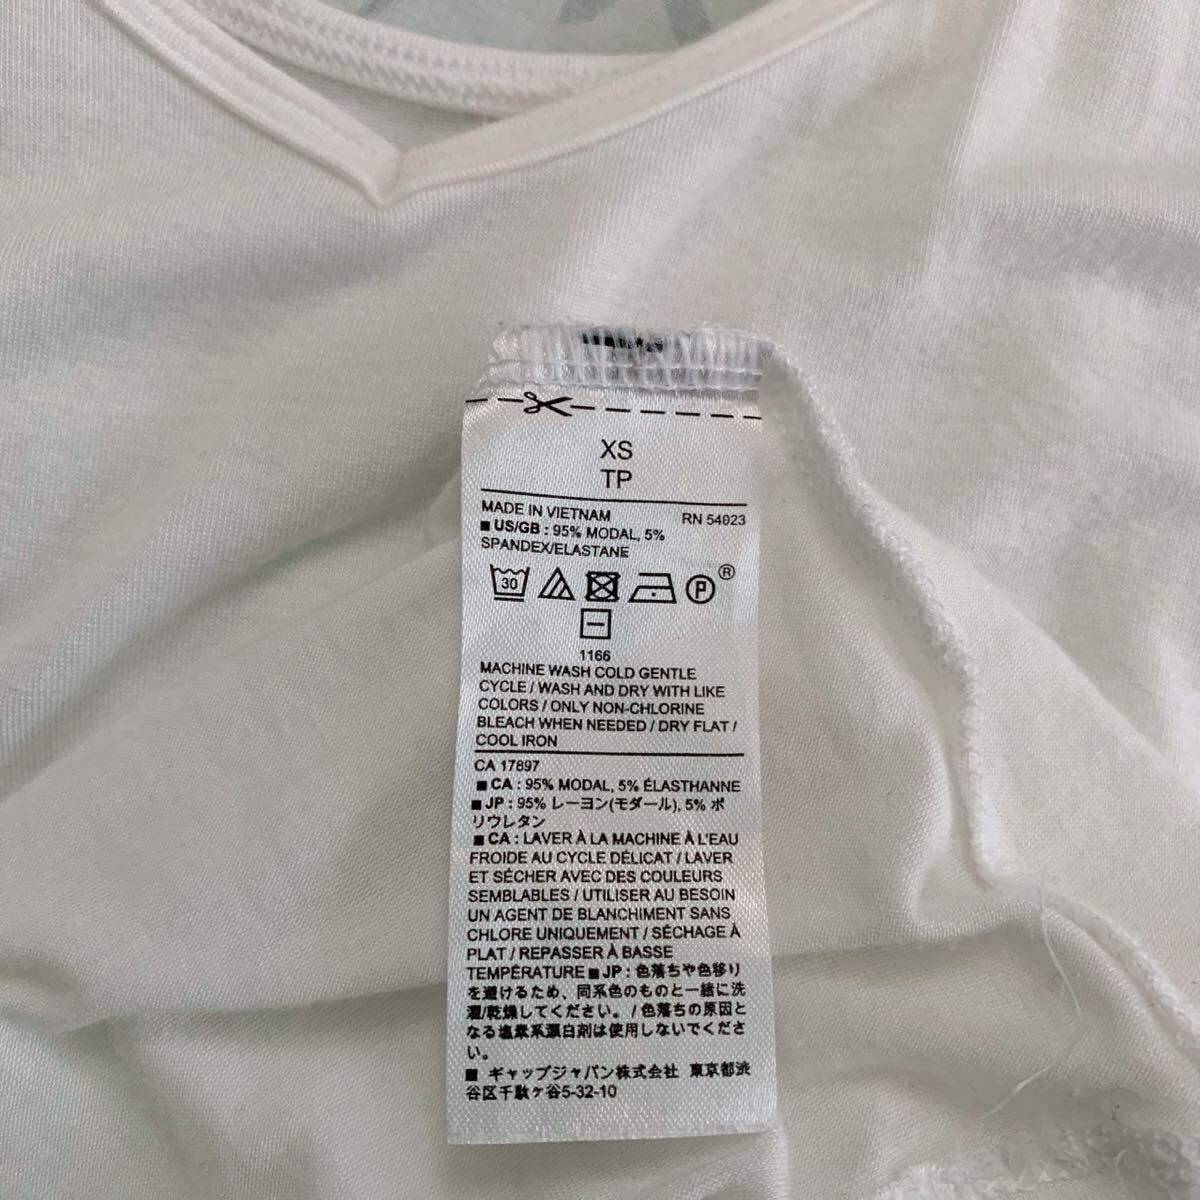 XS
TP
MADE IN VIETNAM RN 54023
■ US/GB : 95% MODAL, 5%
SPANDEX/ELASTANE
30 P ®
1166
MACHINE WASH COLD GENTLE
CYCLE / WASH AND DRY WITH LIKE
COLORS / ONLY NON-CHLORINE
BLEACH WHEN NEEDED / DRY FLAT /
COOL IRON
CA 17897
■ CA : 95% MODAL, 5% ÉLASTHANNE
■ JP : 95% レーヨン(モダール), 5% ポ
リウレタン
■ CA : LAVER À LA MACHINE À L'EAU
FROIDE AU CYCLE DÉLICAT / LAVER
ET SÉCHER AVEC DES COULEURS
SEMBLABLES / UTILISER AU BESOIN
UN AGENT DE BLANCHIMENT SANS
CHLORE UNIQUEMENT / SÉCHAGE À
PLAT / REPASSER À BASSE
TEMPÉRATURE ■ JP : 色落ちや色移り
を避けるため、同系色のものと一緒に洗
濯/乾燥してください。/ 色落ちの原因と
なる塩素系漂白剤は使用しないでくださ
い。
■ ギャップジャパン株式会社 東京都渋
谷区千駄ヶ谷5-32-10